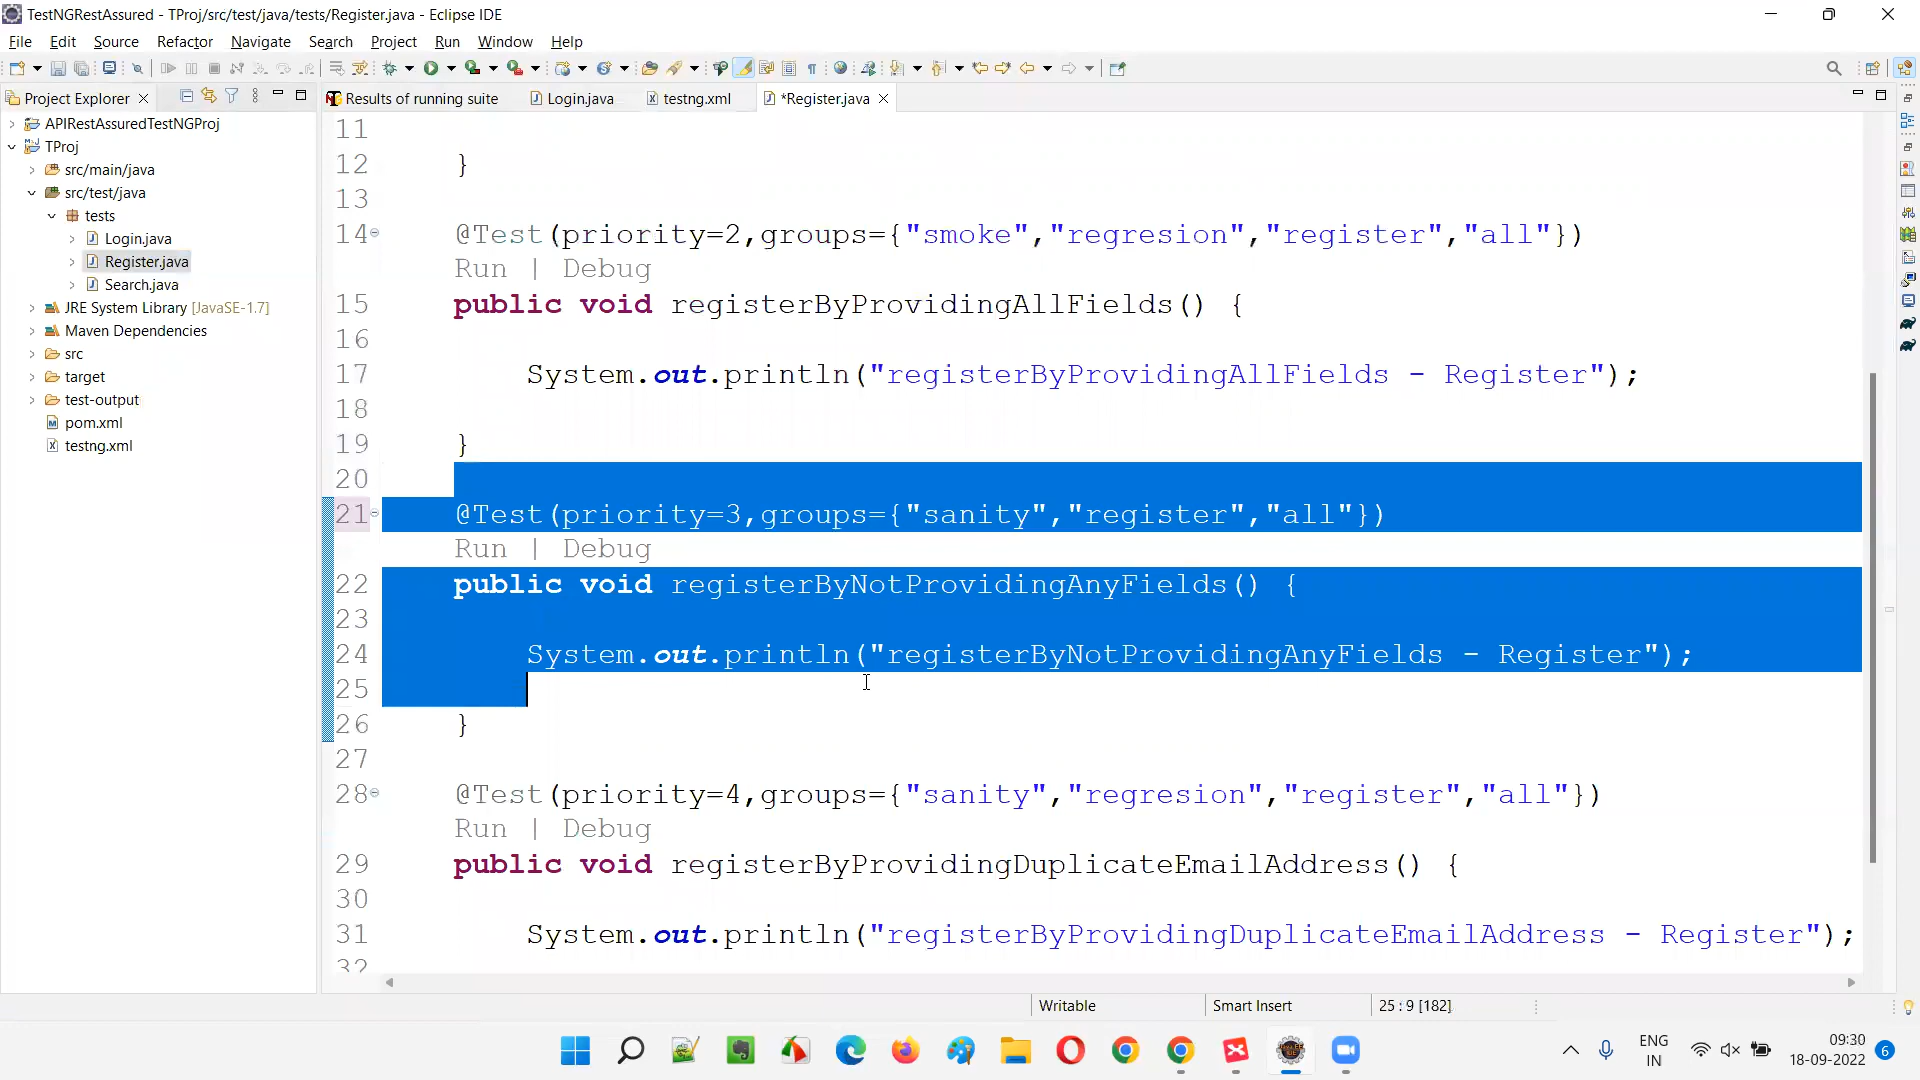 TestNGRestAssured - TProj/src/test/java/tests/Register.java - Eclipse IDE
File Edit Source Refactor Navigate Search Project Run Window Help
Project Explorer
Results of running suite Login.java testng.xml *Register.java
APIRestAssuredTestNGProj
TProj
src/main/java
src/test/java
tests
Login.java
Register.java
Search.java
JRE System Library [JavaSE-1.7]
Maven Dependencies
src
target
test-output
pom.xml
testng.xml
11
12 }
13
14 @Test(priority=2,groups={"smoke","regresion","register","all"})
Run | Debug
15 public void registerByProvidingAllFields() {
16
17 System.out.println("registerByProvidingAllFields - Register");
18
19 }
20
21 @Test(priority=3,groups={"sanity","register","all"})
Run | Debug
22 public void registerByNotProvidingAnyFields() {
23
24 System.out.println("registerByNotProvidingAnyFields - Register");
25
26 }
27
28 @Test(priority=4,groups={"sanity","regresion","register","all"})
Run | Debug
29 public void registerByProvidingDuplicateEmailAddress() {
30
31 System.out.println("registerByProvidingDuplicateEmailAddress - Register");
32
Writable Smart Insert 25 : 9 [182]
ENG
IN
09:30
18-09-2022
6